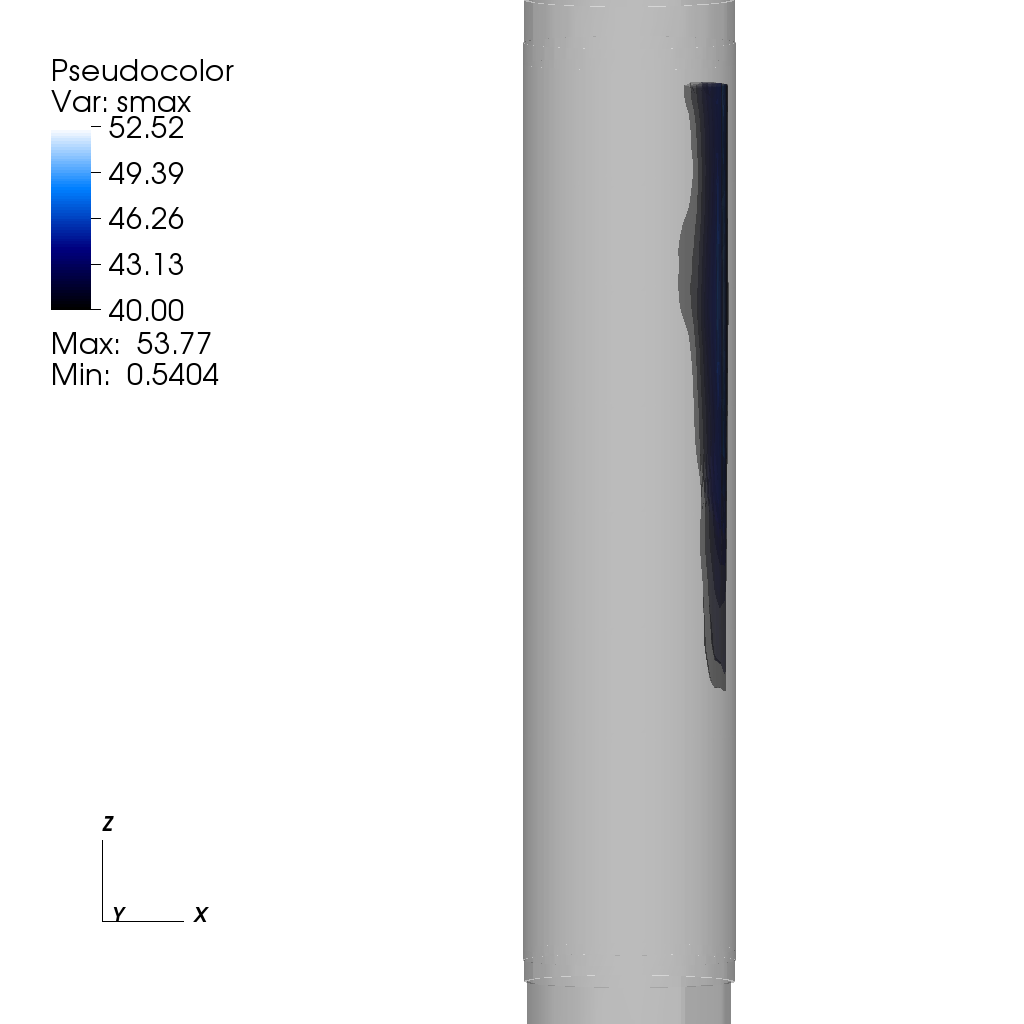 Pseudocolor
Var: smax
52.52
49.39
46.26
43.13
40.00
Max: 53.77
Min: 0.5404
Z
Y X